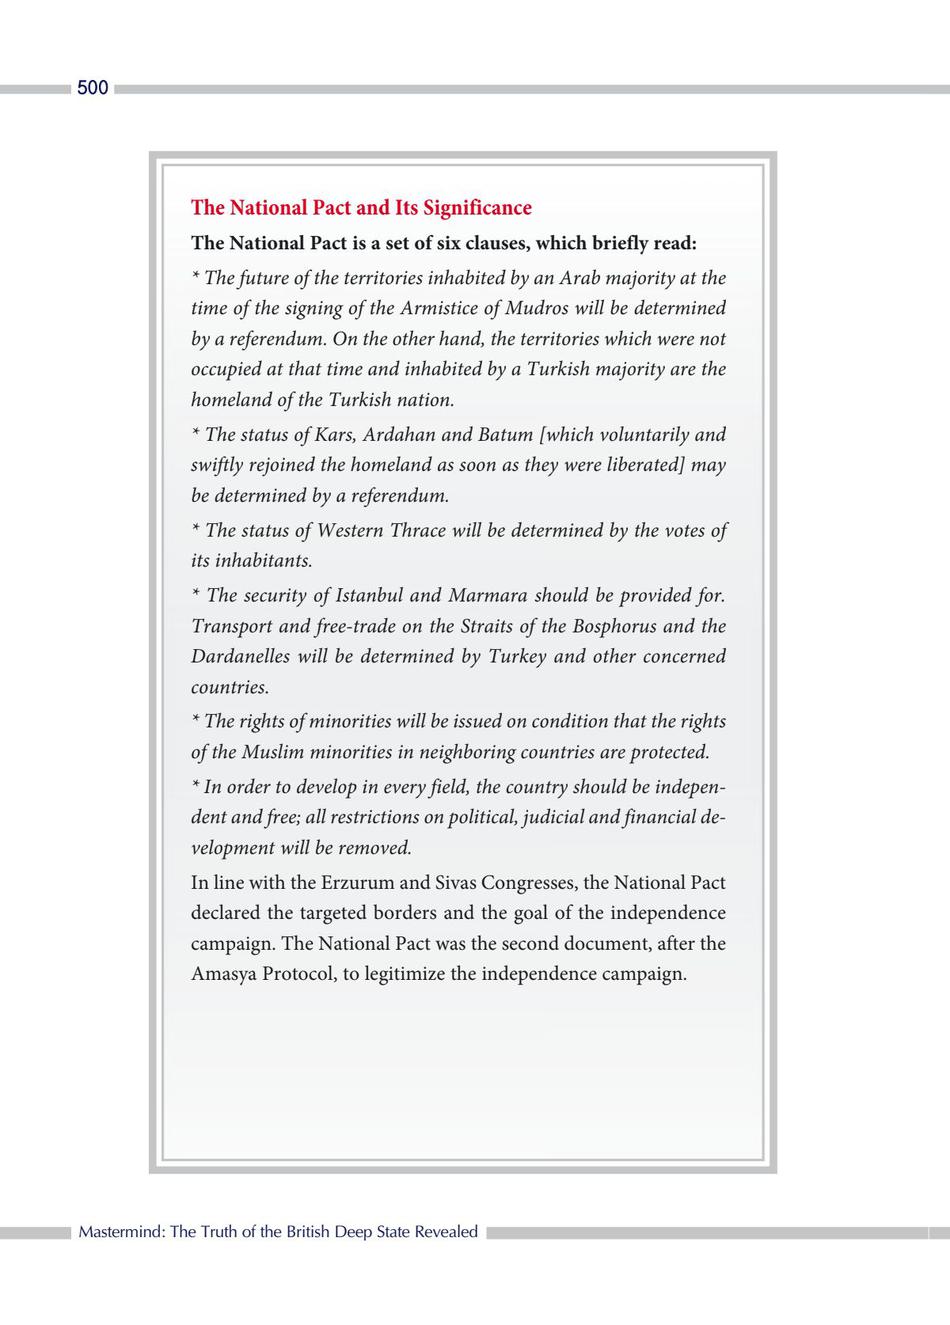 500
The National Pact and Its Significance
The National Pact is a set of six clauses, which briefly read:
* The future of the territories inhabited by an Arab majority at the
time of the signing of the Armistice of Mudros will be determined
by a referendum. On the other hand, the territories which were not
occupied at that time and inhabited by a Turkish majority are the
homeland of the Turkish nation.
* The status of Kars, Ardahan and Batum [which voluntarily and
swiftly rejoined the homeland as soon as they were liberated] may
be determined by a referendum.
* The status of Western Thrace will be determined by the votes of
its inhabitants.
* The security of Istanbul and Marmara should be provided for.
Transport and free-trade on the Straits of the Bosphorus and the
Dardanelles will be determined by Turkey and other concerned
countries.
* The rights of minorities will be issued on condition that the rights
of the Muslim minorities in neighboring countries are protected.
* In order to develop in every field, the country should be indepen-
dent and free; all restrictions on political, judicial and financial de-
velopment will be removed.
In line with the Erzurum and Sivas Congresses, the National Pact
declared the targeted borders and the goal of the independence
campaign. The National Pact was the second document, after the
Amasya Protocol, to legitimize the independence campaign.
Mastermind: The Truth of the British Deep State Revealed